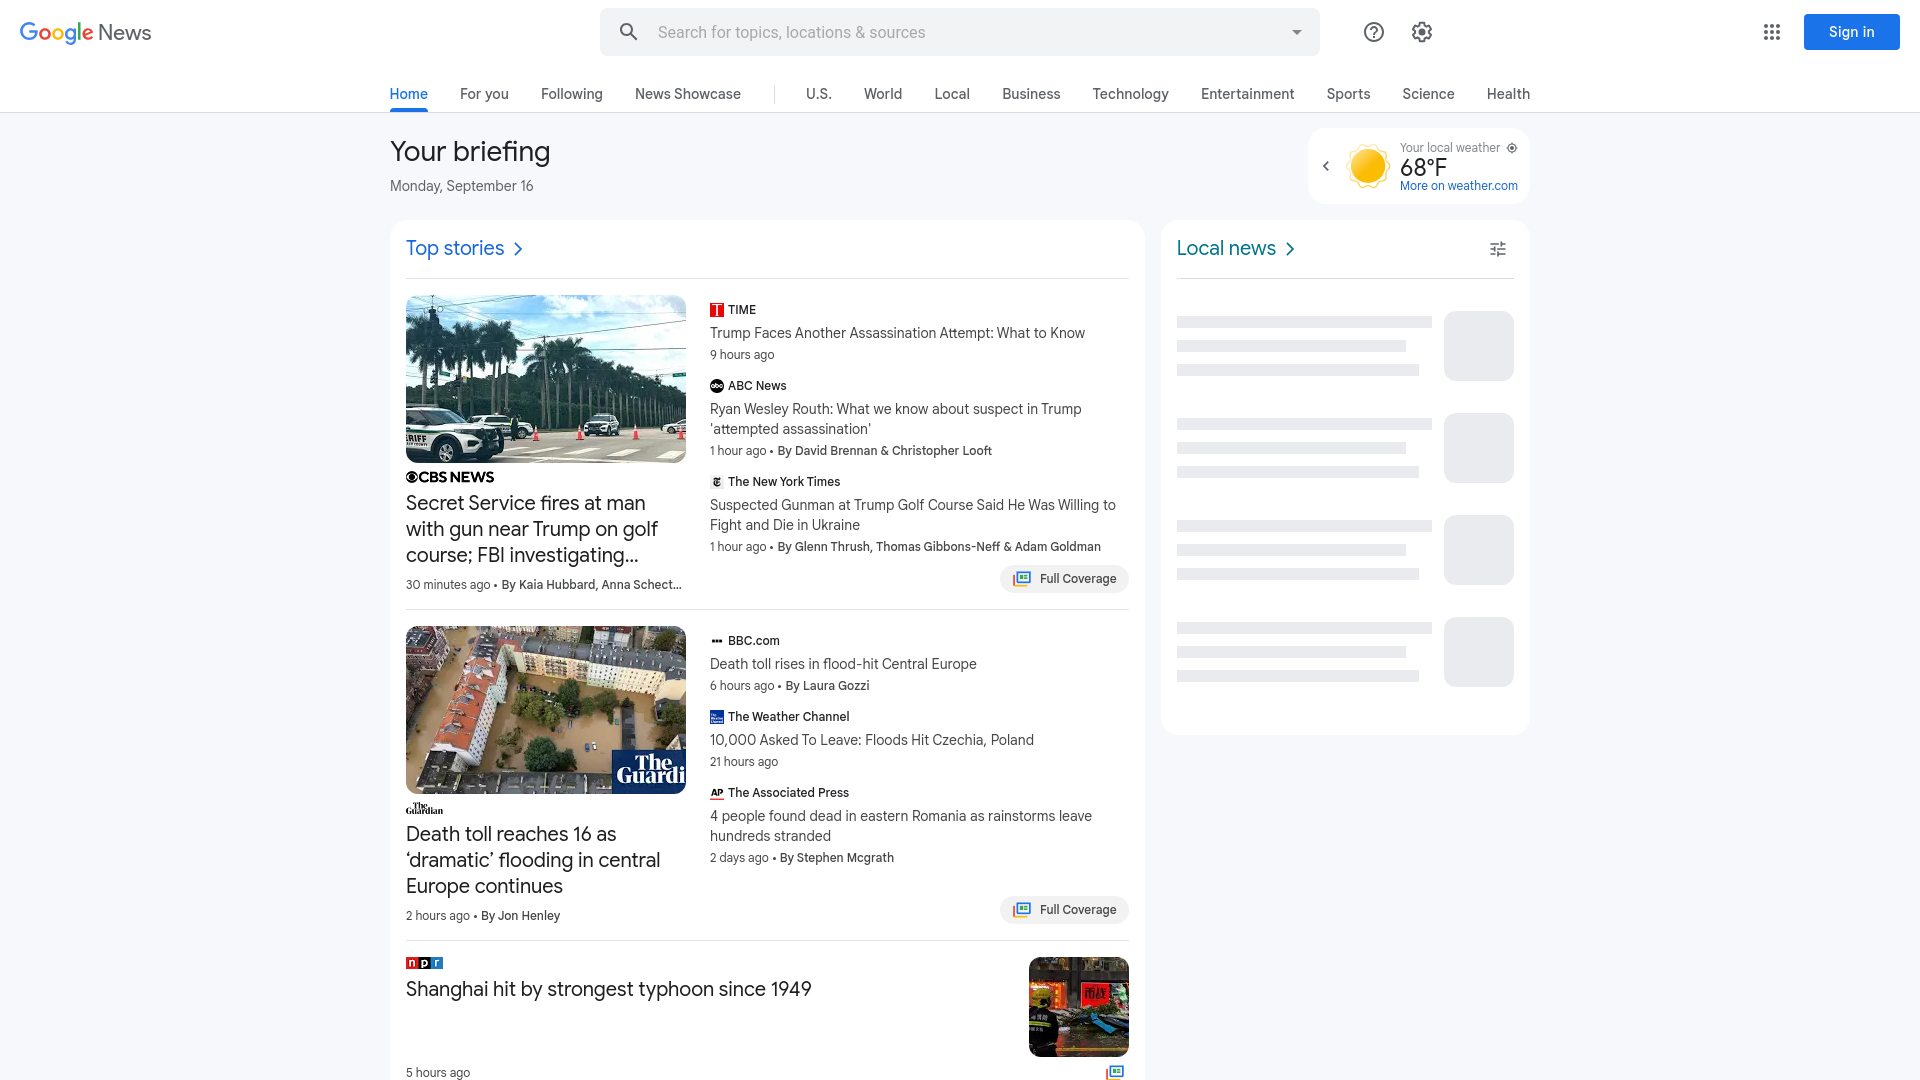 Google News
Search for topics, locations & sources
Sign in
Home
For you
Following
News Showcase
U.S.
World
Local
Business
Technology
Entertainment
Sports
Science
Health
Your briefing
Monday, September 16
Your local weather
68°F
More on weather.com
Top stories
CBS NEWS
Secret Service fires at man
with gun near Trump on golf
course; FBI investigating...
30 minutes ago • By Kaia Hubbard, Anna Schect...
TIME
Trump Faces Another Assassination Attempt: What to Know
9 hours ago
abc ABC News
Ryan Wesley Routh: What we know about suspect in Trump
'attempted assassination'
1 hour ago • By David Brennan & Christopher Looft
The New York Times
Suspected Gunman at Trump Golf Course Said He Was Willing to
Fight and Die in Ukraine
1 hour ago • By Glenn Thrush, Thomas Gibbons-Neff & Adam Goldman
Full Coverage
The
Guardi
The
Guardian
Death toll reaches 16 as
‘dramatic’ flooding in central
Europe continues
2 hours ago • By Jon Henley
BBC.com
Death toll rises in flood-hit Central Europe
6 hours ago • By Laura Gozzi
The Weather Channel
10,000 Asked To Leave: Floods Hit Czechia, Poland
21 hours ago
AP The Associated Press
4 people found dead in eastern Romania as rainstorms leave
hundreds stranded
2 days ago • By Stephen Mcgrath
Full Coverage
npr
Shanghai hit by strongest typhoon since 1949
5 hours ago
Local news